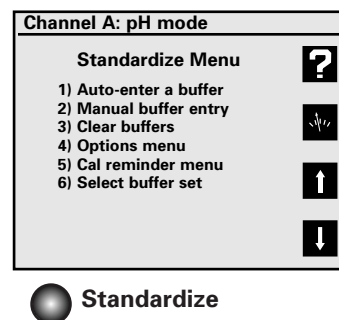 Channel A: pH mode
Standardize Menu
?
1) Auto-enter a buffer
2) Manual buffer entry
3) Clear buffers
4) Options menu
5) Cal reminder menu
6) Select buffer set
Standardize